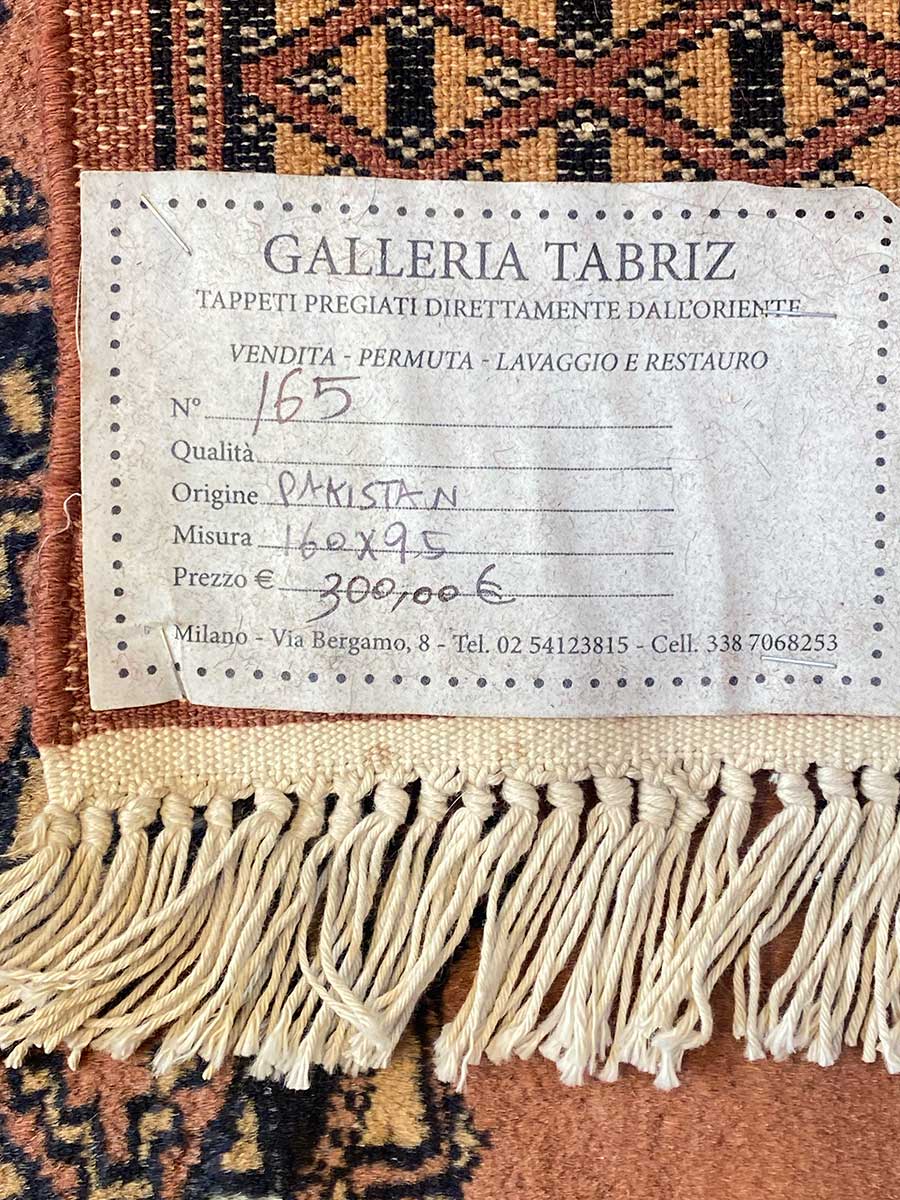 GALLERIA TABRIZ
TAPPETI PREGIATI DIRETTAMENTE DALL'ORIENTE
VENDITA - PERMUTA - LAVAGGIO E RESTAURO
N° 165
Qualità
Origine PAKISTAN
Misura 160X95
Prezzo € 300,00 €
Milano - Via Bergamo, 8 - Tel. 02 54123815 - Cell. 338 7068253